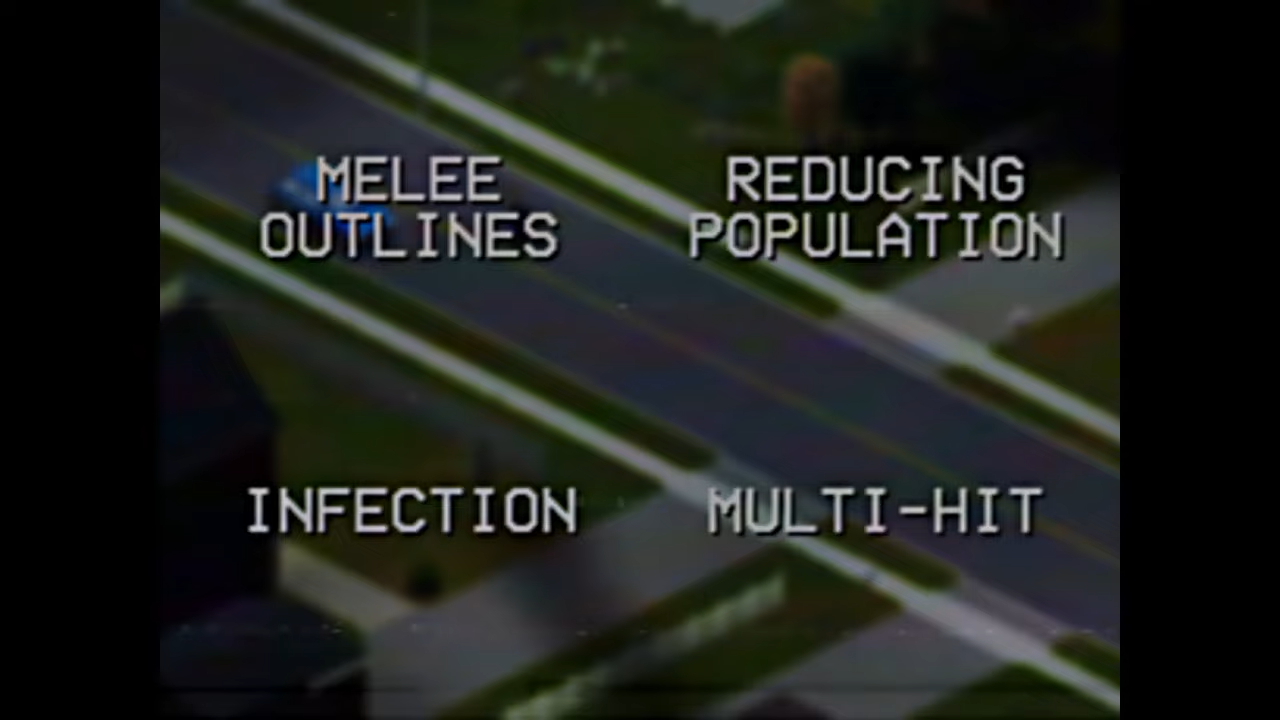 MELEE
OUTLINES
REDUCING
POPULATION
INFECTION
MULTI-HIT